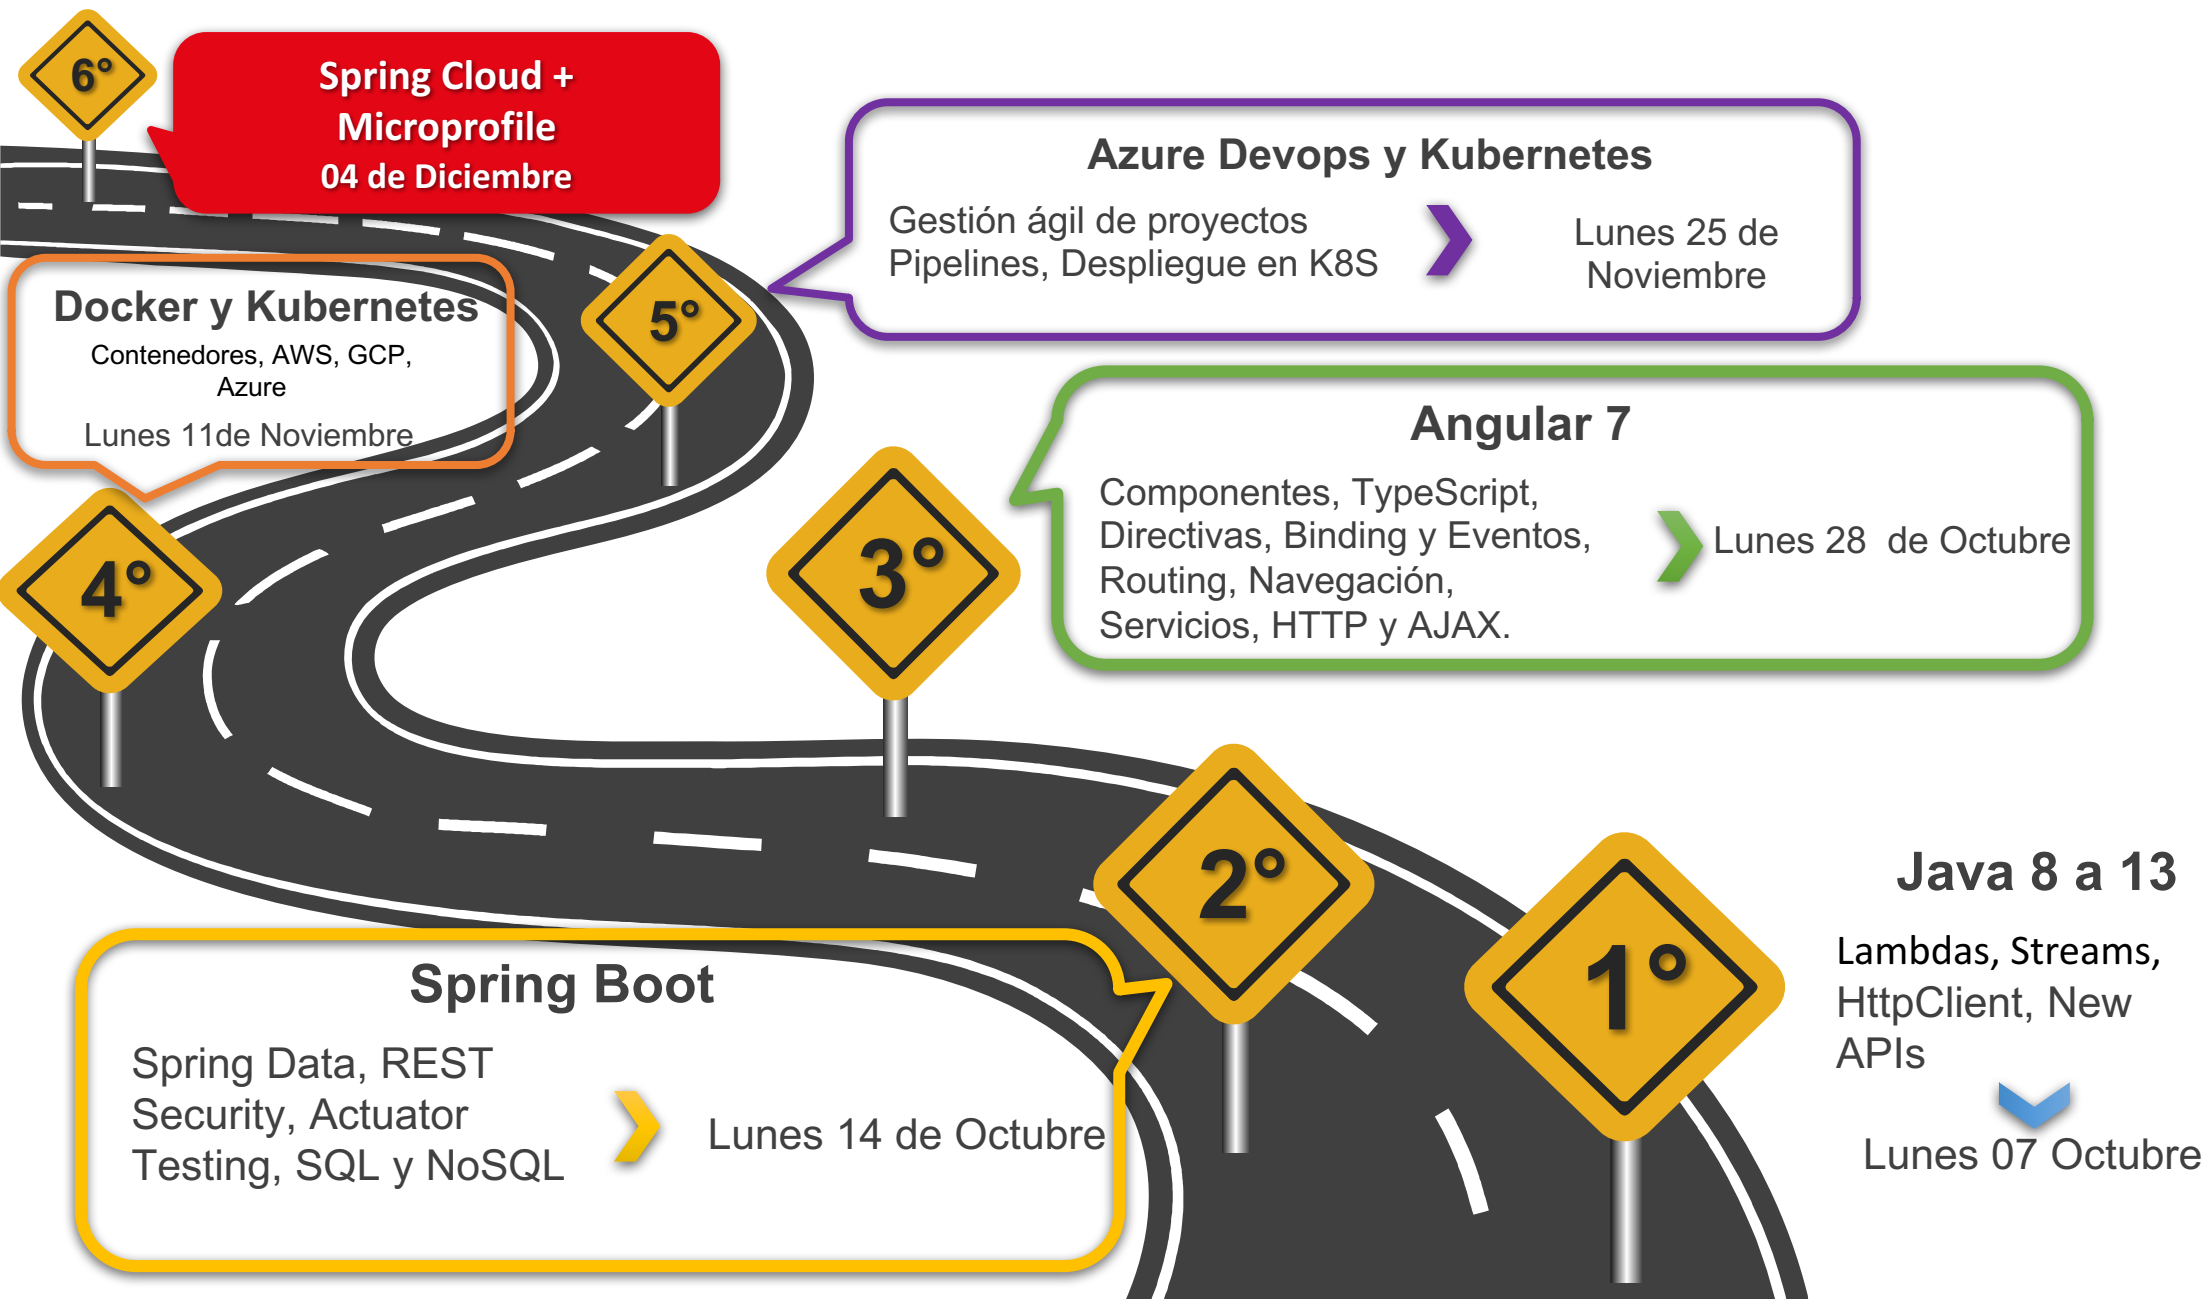 6°
Spring Cloud +
Microprofile
04 de Diciembre
Azure Devops y Kubernetes
Gestión ágil de proyectos
Pipelines, Despliegue en K8S
Lunes 25 de
Noviembre
5°
Docker y Kubernetes
Contenedores, AWS, GCP,
Azure
Lunes 11de Noviembre
4°
3°
Angular 7
Componentes, TypeScript,
Directivas, Binding y Eventos,
Routing, Navegación,
Servicios, HTTP y AJAX.
Lunes 28  de Octubre
2°
Spring Boot
Spring Data, REST
Security, Actuator
Testing, SQL y NoSQL
Lunes 14 de Octubre
1°
Java 8 a 13
Lambdas, Streams,
HttpClient, New
APIs
Lunes 07 Octubre